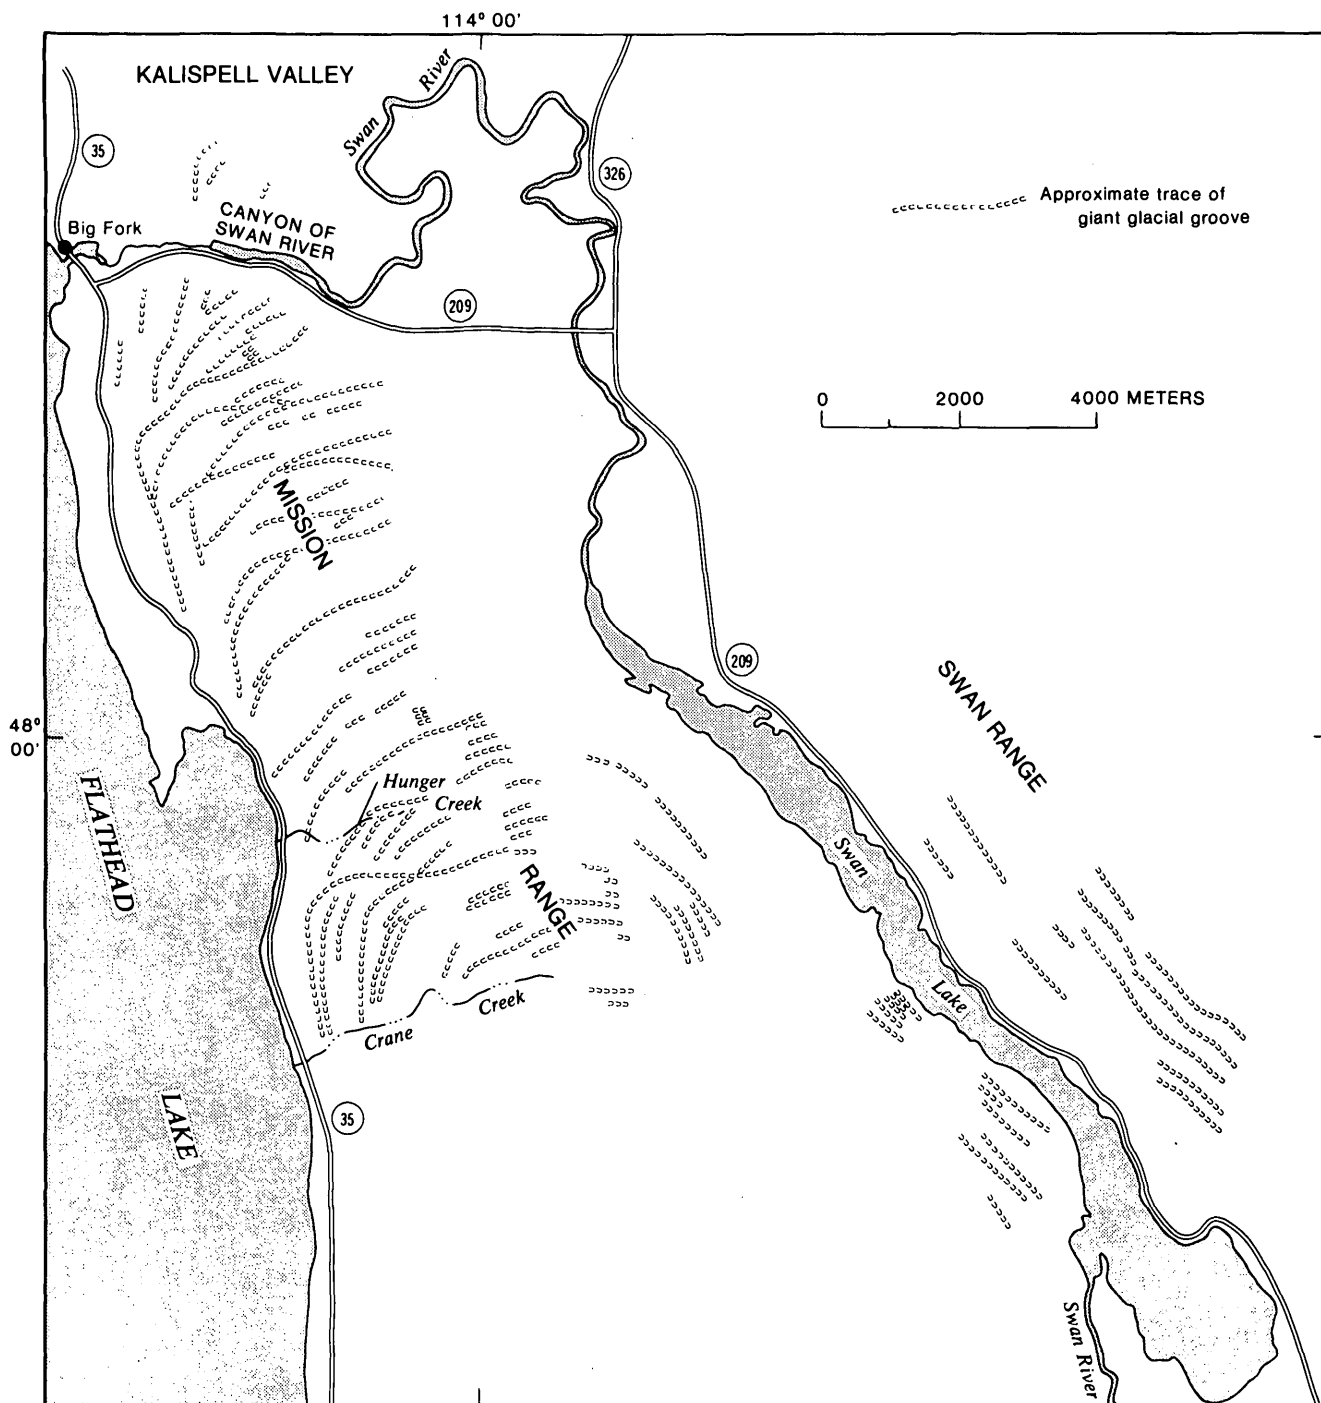 114° 00'
KALISPELL VALLEY
Swan River
35
326
Approximate trace of
giant glacial groove
CANYON OF
SWAN RIVER
Big Fork
209
0 2000 4000 METERS
MISSION
RANGE
209
SWAN RANGE
48°
00'
FLATHEAD
LAKE
Hunger
Creek
Swan
Lake
Crane
Creek
35
Swan River